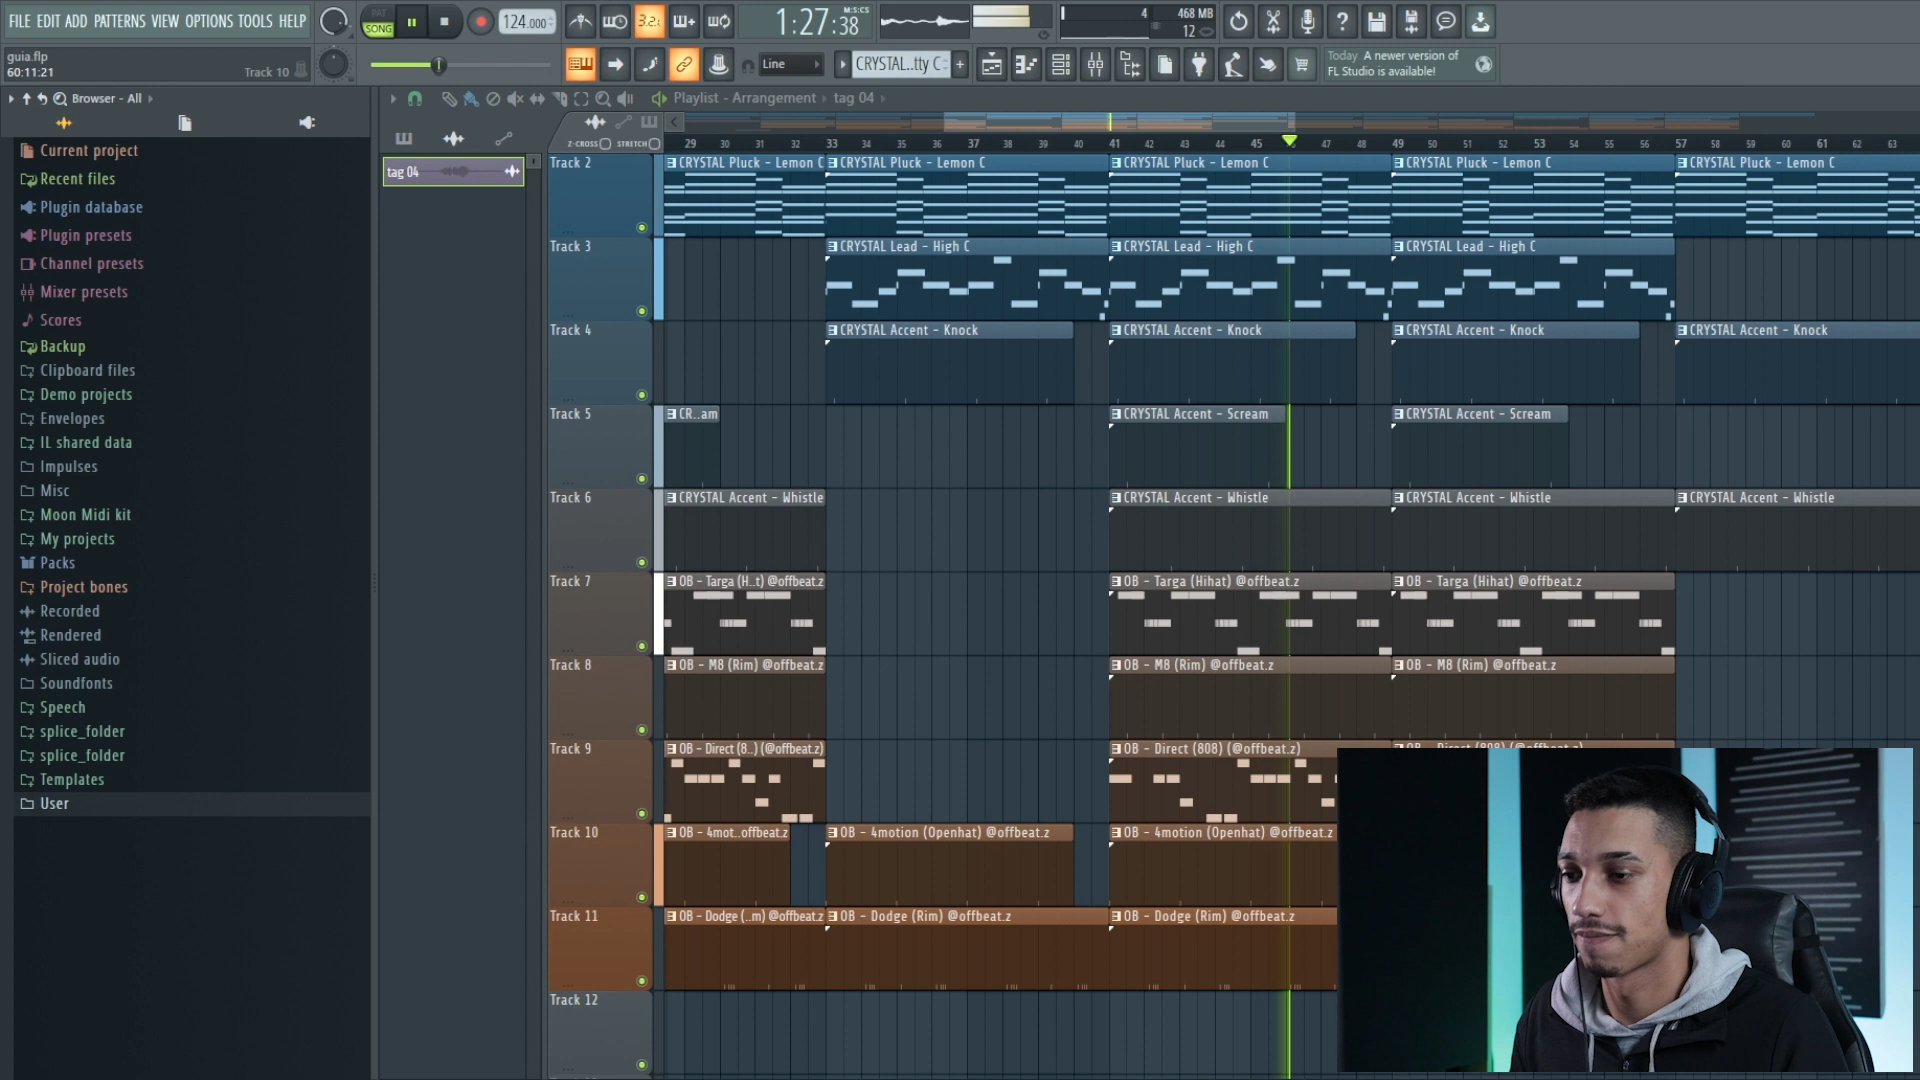 FILE EDIT ADD PATTERNS VIEW OPTIONS TOOLS HELP
PAT
SONG
124.000
3.2.
1:27:38
M:S:CS
4
468 MB
12
guia.flp
60:11:21
Track 10
Line
CRYSTAL..tty C
Today A newer version of
FL Studio is available!
Browser - All
Playlist - Arrangement
tag 04
Current project
Recent files
Plugin database
Plugin presets
Channel presets
Mixer presets
Scores
Backup
Clipboard files
Demo projects
Envelopes
IL shared data
Impulses
Misc
Moon Midi kit
My projects
Packs
Project bones
Recorded
Rendered
Sliced audio
Soundfonts
Speech
splice_folder
splice_folder
Templates
User
tag 04
Z-CROSS STRETCH
29 30 31 32 33 34 35 36 37 38 39 40 41 42 43 44 45 47 48 49 50 51 52 53 54 55 56 57 58 59 60 61 62 63
Track 2
CRYSTAL Pluck - Lemon C CRYSTAL Pluck - Lemon C CRYSTAL Pluck - Lemon C CRYSTAL Pluck - Lemon C CRYSTAL Pluck - Lemon C
Track 3
CRYSTAL Lead - High C CRYSTAL Lead - High C CRYSTAL Lead - High C
Track 4
CRYSTAL Accent - Knock CRYSTAL Accent - Knock CRYSTAL Accent - Knock CRYSTAL Accent - Knock
Track 5
CR..am CRYSTAL Accent - Scream CRYSTAL Accent - Scream
Track 6
CRYSTAL Accent - Whistle CRYSTAL Accent - Whistle CRYSTAL Accent - Whistle CRYSTAL Accent - Whistle
Track 7
OB - Targa (H..t) @offbeat.z OB - Targa (Hihat) @offbeat.z OB - Targa (Hihat) @offbeat.z
Track 8
OB - M8 (Rim) @offbeat.z OB - M8 (Rim) @offbeat.z OB - M8 (Rim) @offbeat.z
Track 9
OB - Direct (8..) (@offbeat.z) OB - Direct (808) (@offbeat.z) OB - Direct (808) (@offbeat.z)
Track 10
OB - 4mot..offbeat.z OB - 4motion (Openhat) @offbeat.z OB - 4motion (Openhat) @offbeat.z
Track 11
OB - Dodge (..m) @offbeat.z OB - Dodge (Rim) @offbeat.z OB - Dodge (Rim) @offbeat.z
Track 12